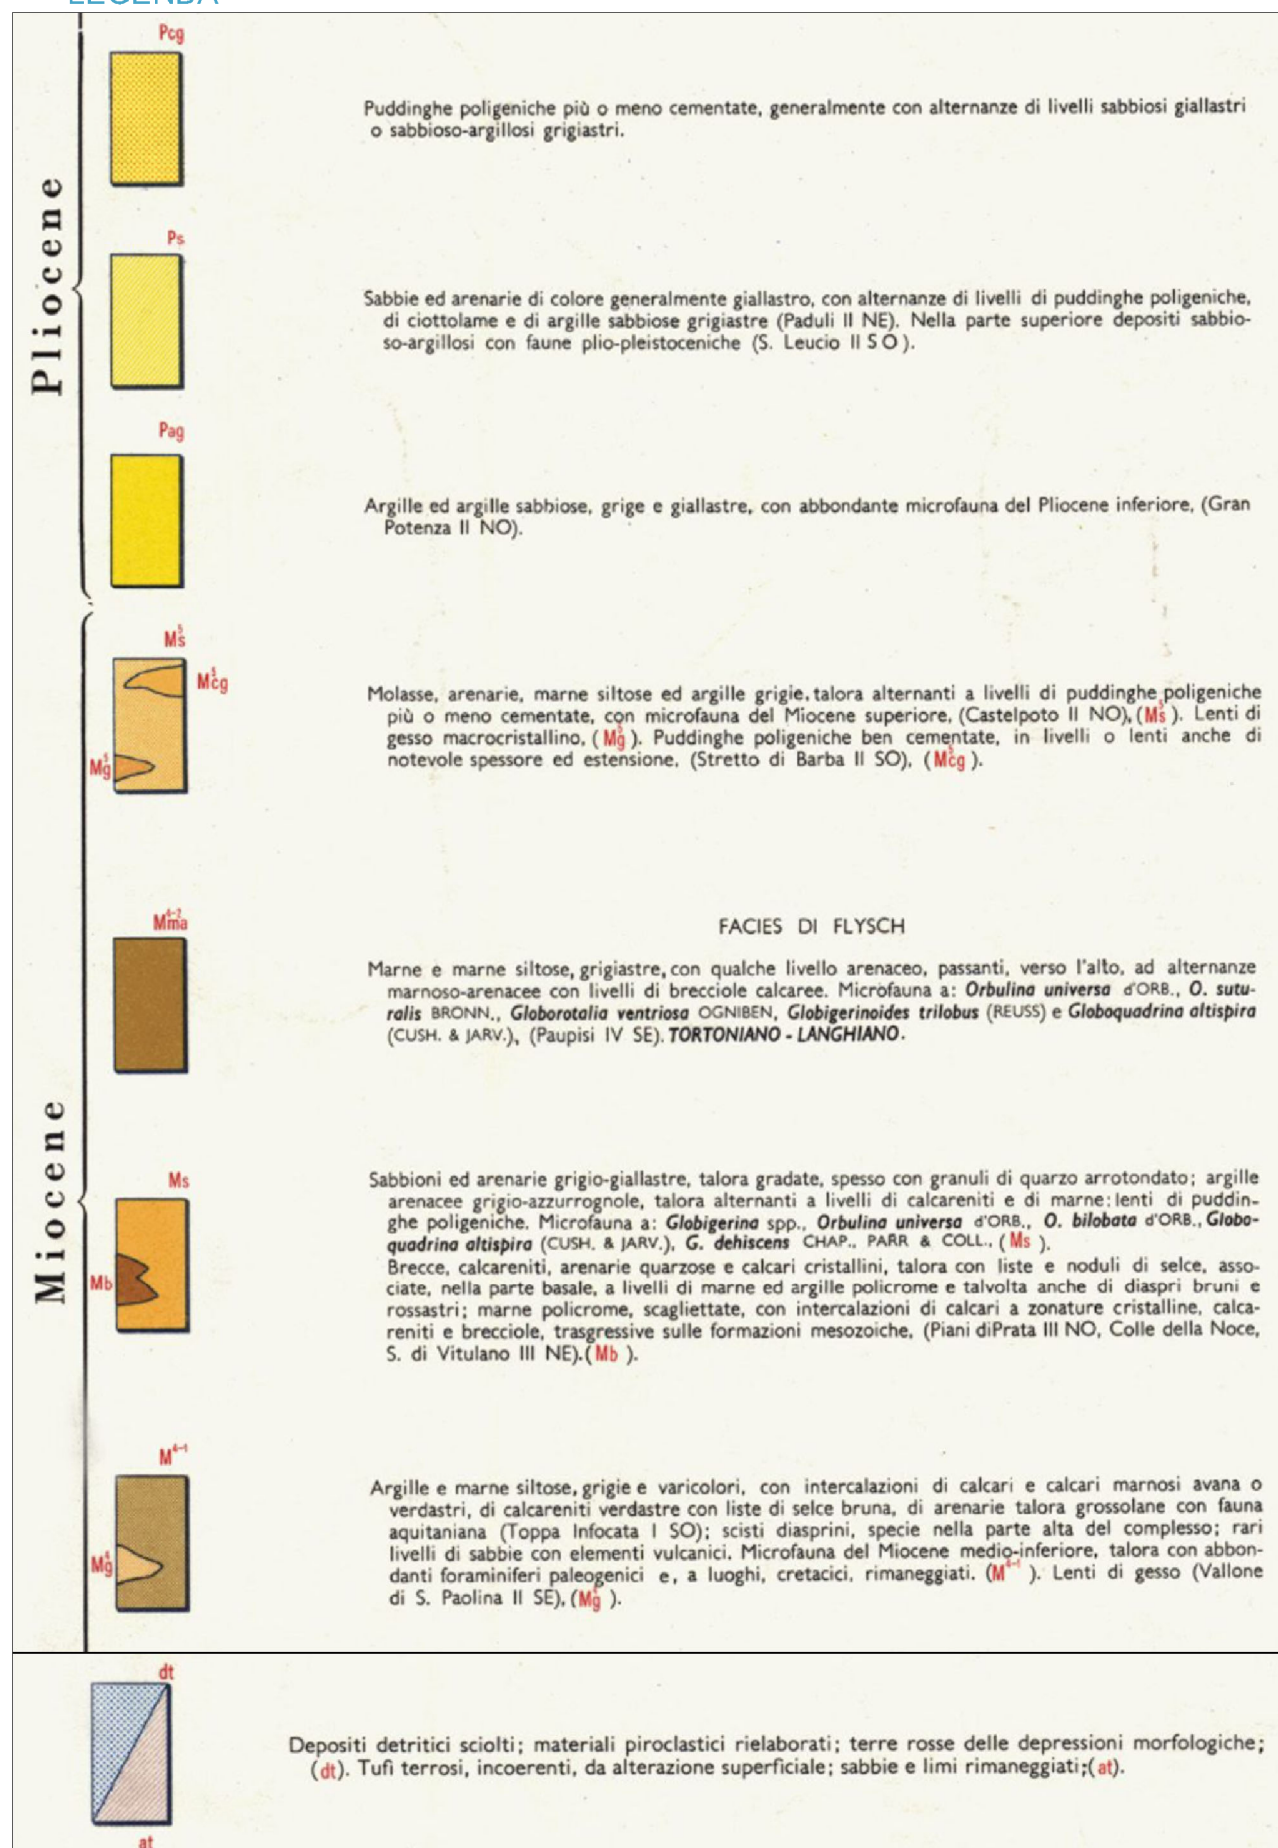 LEGENDA
Pcg
Puddinghe poligeniche più o meno cementate, generalmente con alternanze di livelli sabbiosi giallastri
o sabbioso-argillosi grigiastri.
Pliocene
Ps
Sabbie ed arenarie di colore generalmente giallastro, con alternanze di livelli di puddinghe poligeniche,
di ciottolame e di argille sabbiose grigiastre (Paduli II NE). Nella parte superiore depositi sabbio-
so-argillosi con faune plio-pleistoceniche (S. Leucio II SO).
Pag
Argille ed argille sabbiose, grige e giallastre, con abbondante microfauna del Pliocene inferiore, (Gran
Potenza II NO).
M⁵s
M⁵cg
M⁵g
Molasse, arenarie, marne siltose ed argille grigie, talora alternanti a livelli di puddinghe poligeniche
più o meno cementate, con microfauna del Miocene superiore, (Castelpoto II NO), (M⁵s ). Lenti di
gesso macrocristallino, ( M⁵g ). Puddinghe poligeniche ben cementate, in livelli o lenti anche di
notevole spessore ed estensione, (Stretto di Barba II SO), ( M⁵cg ).
M⁴⁻²ma
FACIES DI FLYSCH
Marne e marne siltose, grigiastre, con qualche livello arenaceo, passanti, verso l'alto, ad alternanze
marnoso-arenacee con livelli di brecciole calcaree. Microfauna a: Orbulina universa d'ORB., O. sutu-
ralis BRONN., Globorotalia ventriosa OGNIBEN, Globigerinoides trilobus (REUSS) e Globoquadrina altispira
(CUSH. & JARV.), (Paupisi IV SE). TORTONIANO - LANGHIANO.
Miocene
Ms
Mb
Sabbioni ed arenarie grigio-giallastre, talora gradate, spesso con granuli di quarzo arrotondato; argille
arenacee grigio-azzurrognole, talora alternanti a livelli di calcareniti e di marne; lenti di puddin-
ghe poligeniche. Microfauna a: Globigerina spp., Orbulina universa d'ORB., O. bilobata d'ORB., Globo-
quadrina altispira (CUSH. & JARV.), G. dehiscens CHAP., PARR & COLL., ( Ms ).
Brecce, calcareniti, arenarie quarzose e calcari cristallini, talora con liste e noduli di selce, asso-
ciate, nella parte basale, a livelli di marne ed argille policrome e talvolta anche di diaspri bruni e
rossastri; marne policrome, scagliettate, con intercalazioni di calcari a zonature cristalline, calca-
reniti e brecciole, trasgressive sulle formazioni mesozoiche, (Piani diPrata III NO, Colle della Noce,
S. di Vitulano III NE).( Mb ).
M⁴⁻¹
Argille e marne siltose, grigie e varicolori, con intercalazioni di calcari e calcari marnosi avana o
verdastri, di calcareniti verdastre con liste di selce bruna, di arenarie talora grossolane con fauna
aquitaniana (Toppa Infocata I SO); scisti diasprini, specie nella parte alta del complesso; rari
livelli di sabbie con elementi vulcanici. Microfauna del Miocene medio-inferiore, talora con abbon-
danti foraminiferi paleogenici e, a luoghi, cretacici, rimaneggiati. (M⁴⁻¹ ). Lenti di gesso (Vallone
di S. Paolina II SE), (
dt
Depositi detritici sciolti; materiali piroclastici rielaborati; terre rosse delle depressioni morfologiche;
(dt). Tufi terrosi, incoerenti, da alterazione superficiale; sabbie e limi rimaneggiati;(at).
at